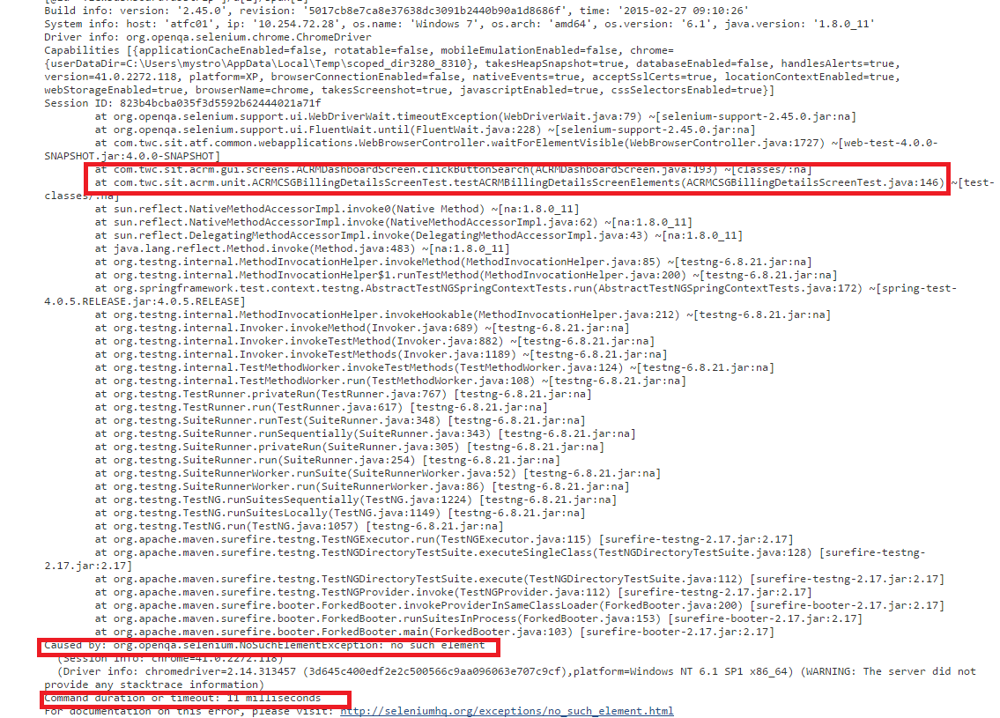 Build info: version: '2.45.0', revision: '5017cb8e7ca8e37638dc3091b2440b90a1d8686f', time: '2015-02-27 09:10:26'
System info: host: 'atfc01', ip: '10.254.72.28', os.name: 'Windows 7', os.arch: 'amd64', os.version: '6.1', java.version: '1.8.0_11'
Driver info: org.openqa.selenium.chrome.ChromeDriver
Capabilities [{applicationCacheEnabled=false, rotatable=false, mobileEmulationEnabled=false, chrome=
{userDataDir=C:\Users\mystro\AppData\Local\Temp\scoped_dir3280_8310}, takesHeapSnapshot=true, databaseEnabled=false, handlesAlerts=true,
version=41.0.2272.118, platform=XP, browserConnectionEnabled=false, nativeEvents=true, acceptSslCerts=true, locationContextEnabled=true,
webStorageEnabled=true, browserName=chrome, takesScreenshot=true, javascriptEnabled=true, cssSelectorsEnabled=true}]
Session ID: 823b4bcba035f3d5592b62444021a71f
at org.openqa.selenium.support.ui.WebDriverWait.timeoutException(WebDriverWait.java:79) ~[selenium-support-2.45.0.jar:na]
at org.openqa.selenium.support.ui.FluentWait.until(FluentWait.java:228) ~[selenium-support-2.45.0.jar:na]
at com.twc.sit.atf.common.webapplications.WebBrowserController.waitForElementVisible(WebBrowserController.java:1727) ~[web-test-4.0.0-
SNAPSHOT.jar:4.0.0-SNAPSHOT]
at com.twc.sit.acrm.gui.screens.ACRMDashboardScreen.clickButtonSearch(ACRMDashboardScreen.java:193) ~[classes/:na]
at com.twc.sit.acrm.unit.ACRMCSGBillingDetailsScreenTest.testACRMBillingDetailsScreenElements(ACRMCSGBillingDetailsScreenTest.java:146) ~[test-
classes/:na]
at sun.reflect.NativeMethodAccessorImpl.invoke0(Native Method) ~[na:1.8.0_11]
at sun.reflect.NativeMethodAccessorImpl.invoke(NativeMethodAccessorImpl.java:62) ~[na:1.8.0_11]
at sun.reflect.DelegatingMethodAccessorImpl.invoke(DelegatingMethodAccessorImpl.java:43) ~[na:1.8.0_11]
at java.lang.reflect.Method.invoke(Method.java:483) ~[na:1.8.0_11]
at org.testng.internal.MethodInvocationHelper.invokeMethod(MethodInvocationHelper.java:85) ~[testng-6.8.21.jar:na]
at org.testng.internal.MethodInvocationHelper$1.runTestMethod(MethodInvocationHelper.java:200) ~[testng-6.8.21.jar:na]
at org.springframework.test.context.testng.AbstractTestNGSpringContextTests.run(AbstractTestNGSpringContextTests.java:172) ~[spring-test-
4.0.5.RELEASE.jar:4.0.5.RELEASE]
at org.testng.internal.MethodInvocationHelper.invokeHookable(MethodInvocationHelper.java:212) ~[testng-6.8.21.jar:na]
at org.testng.internal.Invoker.invokeMethod(Invoker.java:689) ~[testng-6.8.21.jar:na]
at org.testng.internal.Invoker.invokeTestMethod(Invoker.java:882) ~[testng-6.8.21.jar:na]
at org.testng.internal.Invoker.invokeTestMethods(Invoker.java:1189) ~[testng-6.8.21.jar:na]
at org.testng.internal.TestMethodWorker.invokeTestMethods(TestMethodWorker.java:124) ~[testng-6.8.21.jar:na]
at org.testng.internal.TestMethodWorker.run(TestMethodWorker.java:108) ~[testng-6.8.21.jar:na]
at org.testng.TestRunner.privateRun(TestRunner.java:767) [testng-6.8.21.jar:na]
at org.testng.TestRunner.run(TestRunner.java:617) [testng-6.8.21.jar:na]
at org.testng.SuiteRunner.runTest(SuiteRunner.java:348) [testng-6.8.21.jar:na]
at org.testng.SuiteRunner.runSequentially(SuiteRunner.java:343) [testng-6.8.21.jar:na]
at org.testng.SuiteRunner.privateRun(SuiteRunner.java:305) [testng-6.8.21.jar:na]
at org.testng.SuiteRunner.run(SuiteRunner.java:254) [testng-6.8.21.jar:na]
at org.testng.SuiteRunnerWorker.runSuite(SuiteRunnerWorker.java:52) [testng-6.8.21.jar:na]
at org.testng.SuiteRunnerWorker.run(SuiteRunnerWorker.java:86) [testng-6.8.21.jar:na]
at org.testng.TestNG.runSuitesSequentially(TestNG.java:1224) [testng-6.8.21.jar:na]
at org.testng.TestNG.runSuitesLocally(TestNG.java:1149) [testng-6.8.21.jar:na]
at org.testng.TestNG.run(TestNG.java:1057) [testng-6.8.21.jar:na]
at org.apache.maven.surefire.testng.TestNGExecutor.run(TestNGExecutor.java:115) [surefire-testng-2.17.jar:2.17]
at org.apache.maven.surefire.testng.TestNGDirectoryTestSuite.executeSingleClass(TestNGDirectoryTestSuite.java:128) [surefire-testng-
2.17.jar:2.17]
at org.apache.maven.surefire.testng.TestNGDirectoryTestSuite.execute(TestNGDirectoryTestSuite.java:112) [surefire-testng-2.17.jar:2.17]
at org.apache.maven.surefire.testng.TestNGProvider.invoke(TestNGProvider.java:112) [surefire-testng-2.17.jar:2.17]
at org.apache.maven.surefire.booter.ForkedBooter.invokeProviderInSameClassLoader(ForkedBooter.java:200) [surefire-booter-2.17.jar:2.17]
at org.apache.maven.surefire.booter.ForkedBooter.runSuitesInProcess(ForkedBooter.java:153) [surefire-booter-2.17.jar:2.17]
at org.apache.maven.surefire.booter.ForkedBooter.main(ForkedBooter.java:103) [surefire-booter-2.17.jar:2.17]
Caused by: org.openqa.selenium.NoSuchElementException: no such element
(Session info: chrome=41.0.2272.118)
(Driver info: chromedriver=2.14.313457 (3d645c400edf2e2c500566c9aa096063e707c9cf),platform=Windows NT 6.1 SP1 x86_64) (WARNING: The server did not
provide any stacktrace information)
Command duration or timeout: 11 milliseconds
For documentation on this error, please visit: http://seleniumhq.org/exceptions/no_such_element.html